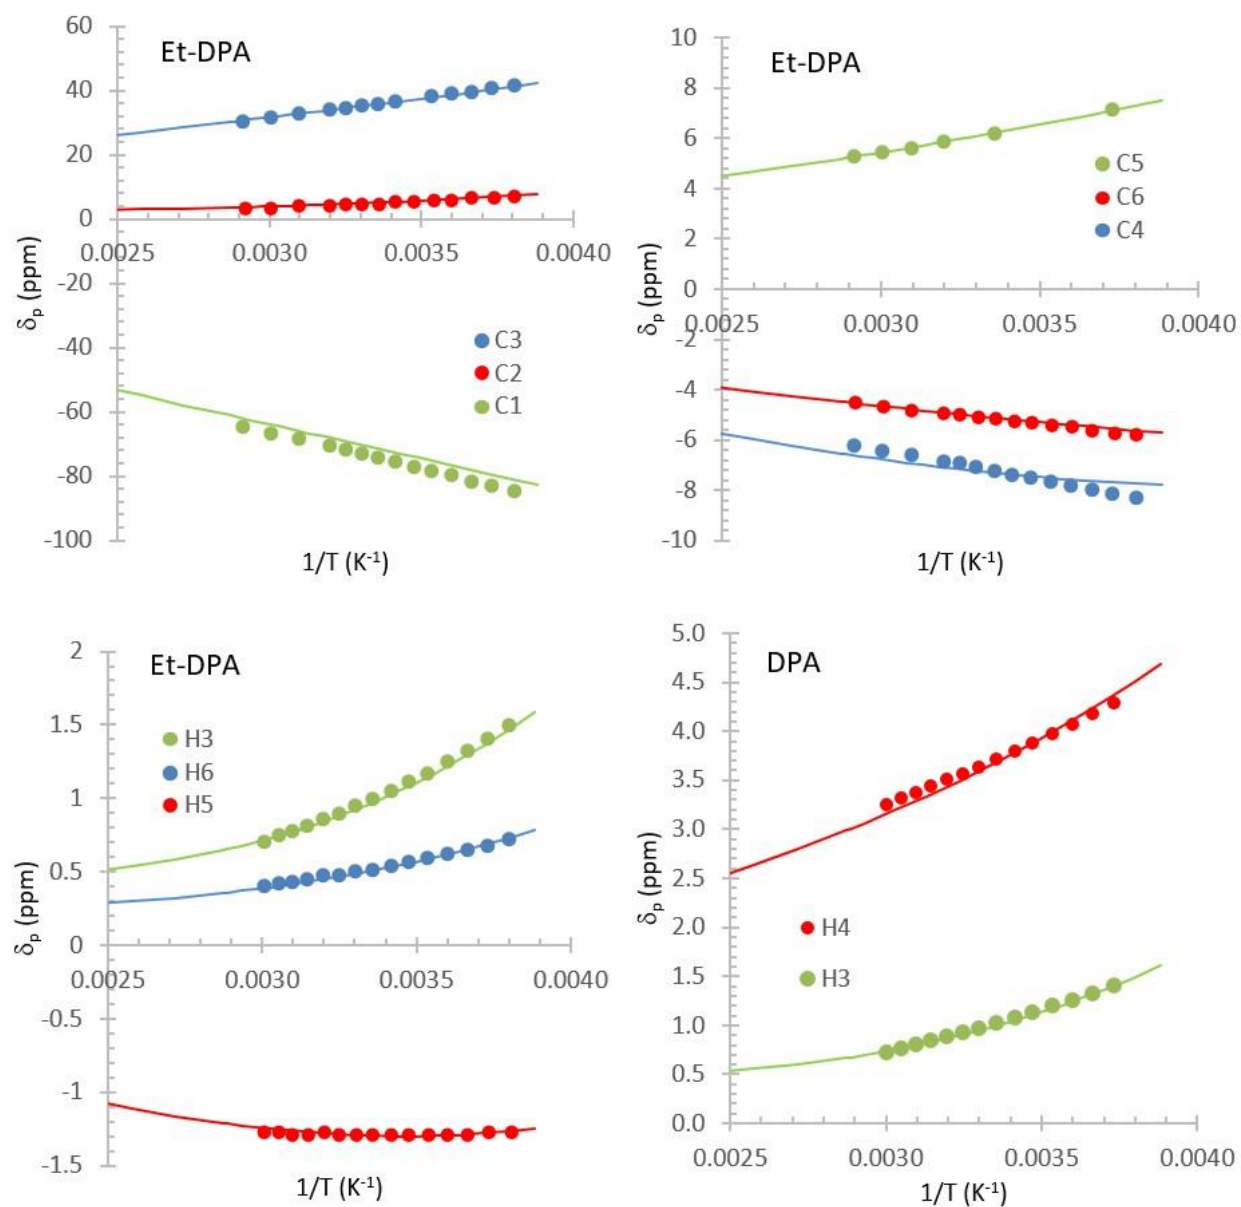 Et-DPA
60
40
20
0
0.0025 0.0030 0.0035 0.0040
-20
-40
-60
-80
-100
δp (ppm)
C3
C2
C1
1/T (K-1)
Et-DPA
10
8
6
4
2
0
0.0025 0.0030 0.0035 0.0040
-2
-4
-6
-8
-10
δp (ppm)
C5
C6
C4
1/T (K-1)
Et-DPA
2
1.5
1
0.5
0
0.0025 0.0030 0.0035 0.0040
-0.5
-1
-1.5
δp (ppm)
H3
H6
H5
1/T (K-1)
DPA
5.0
4.5
4.0
3.5
3.0
2.5
2.0
1.5
1.0
0.5
0.0
0.0025 0.0030 0.0035 0.0040
δp (ppm)
H4
H3
1/T (K-1)